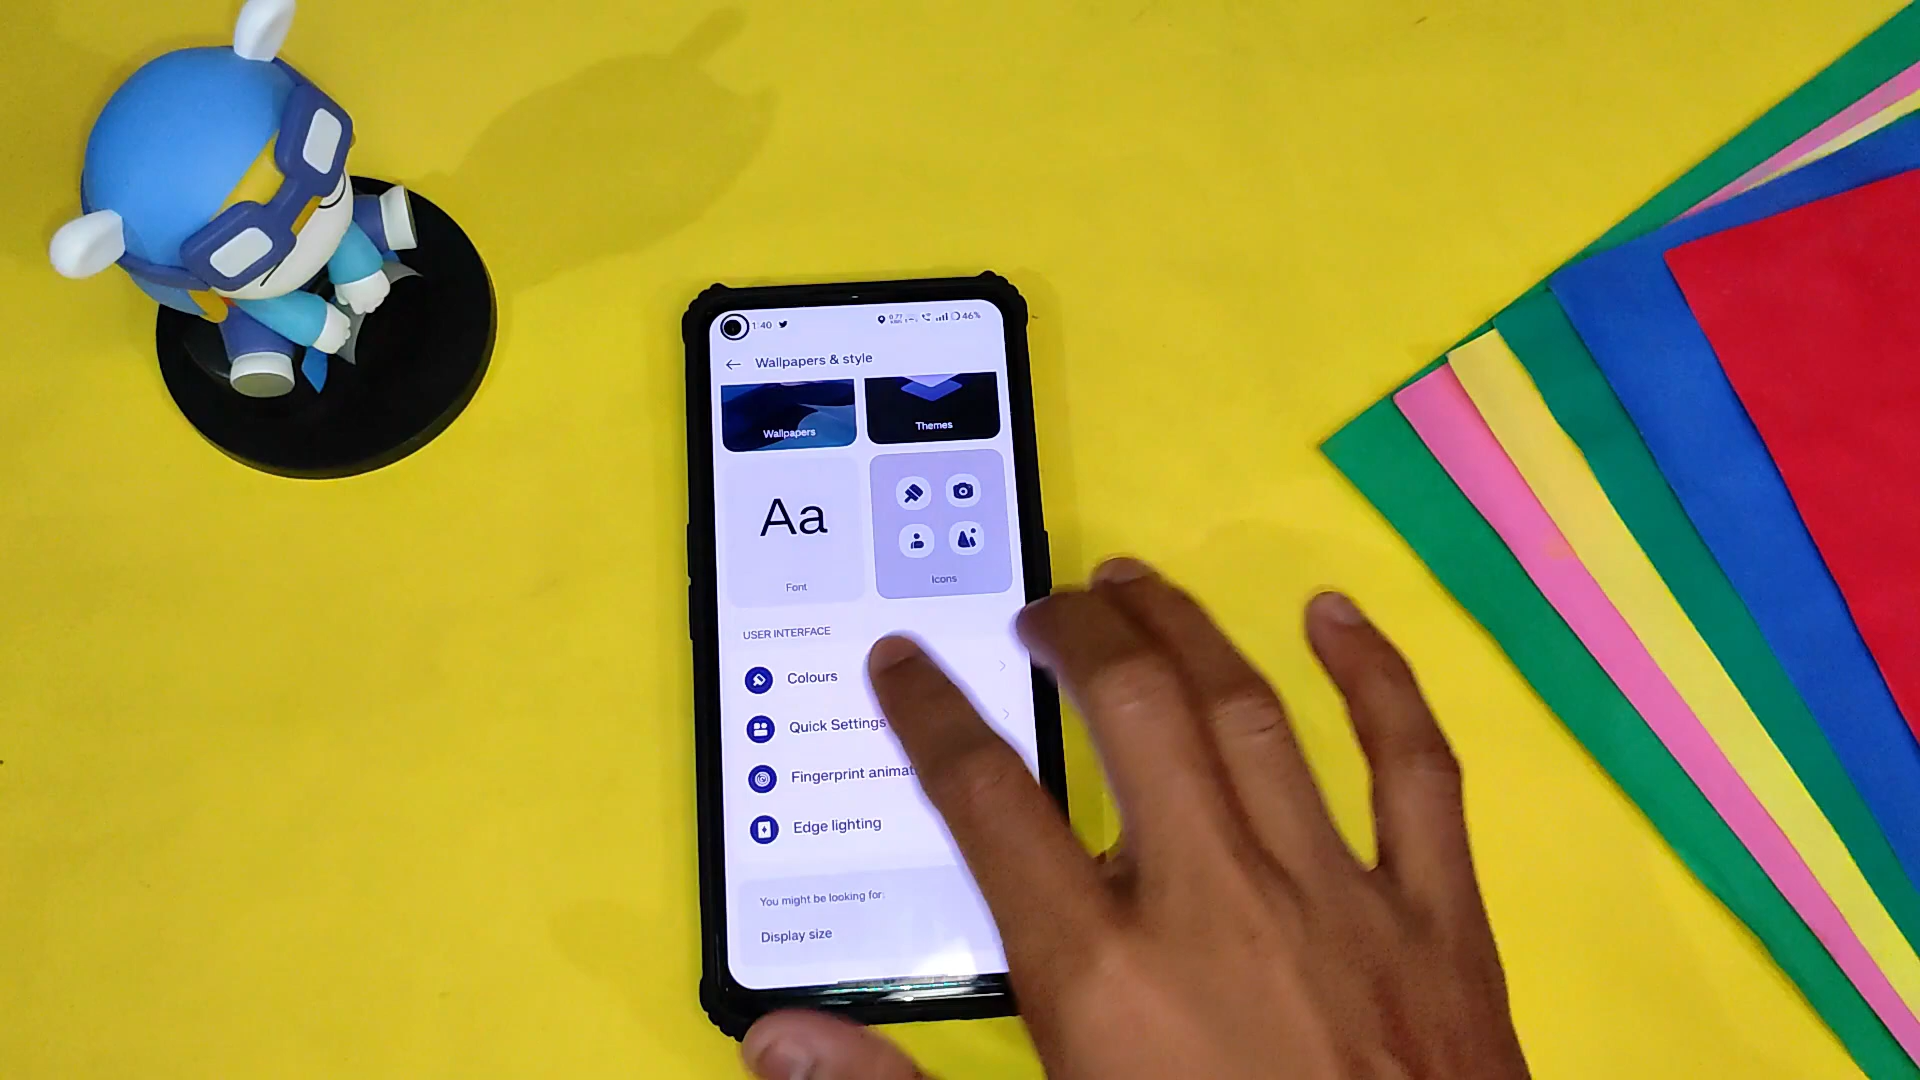 1:40 46%
Wallpapers & style
Wallpapers Themes
Aa
Font Icons
USER INTERFACE
Colours
Quick Settings
Fingerprint animat
Edge lighting
You might be looking for:
Display size